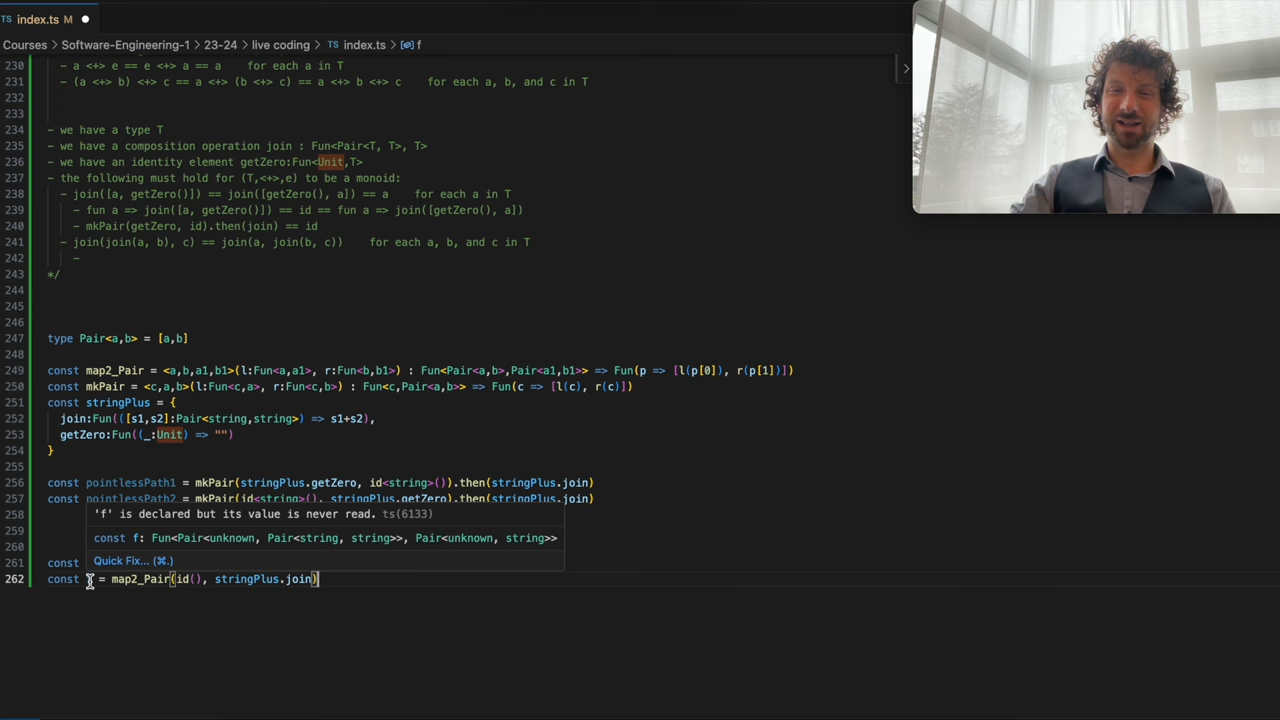 TS index.ts M
Courses > Software-Engineering-1 > 23-24 > live coding > TS index.ts > f
230 - a <+> e == e <+> a == a    for each a in T
231 - (a <+> b) <+> c == a <+> (b <+> c) == a <+> b <+> c    for each a, b, and c in T
232
233
234 - we have a type T
235 - we have a composition operation join : Fun<Pair<T, T>, T>
236 - we have an identity element getZero:Fun<Unit,T>
237 - the following must hold for (T,<+>,e) to be a monoid:
238 - join([a, getZero()]) == join([getZero(), a]) == a    for each a in T
239 - fun a => join([a, getZero()]) == id == fun a => join([getZero(), a])
240 - mkPair(getZero, id).then(join) == id
241 - join(join(a, b), c) == join(a, join(b, c))    for each a, b, and c in T
242 -
243 */
244
245
246
247 type Pair<a,b> = [a,b]
248
249 const map2_Pair = <a,b,a1,b1>(l:Fun<a,a1>, r:Fun<b,b1>) : Fun<Pair<a,b>,Pair<a1,b1>> => Fun(p => [l(p[0]), r(p[1])])
250 const mkPair = <c,a,b>(l:Fun<c,a>, r:Fun<c,b>) : Fun<c,Pair<a,b>> => Fun(c => [l(c), r(c)])
251 const stringPlus = {
252 join:Fun(([s1,s2]:Pair<string,string>) => s1+s2),
253 getZero:Fun((_:Unit) => "")
254 }
255
256 const pointlessPath1 = mkPair(stringPlus.getZero, id<string>()).then(stringPlus.join)
257 const pointlessPath2 = mkPair(id<string>(), stringPlus.getZero).then(stringPlus.join)
258 'f' is declared but its value is never read. ts(6133)
259 const f: Fun<Pair<unknown, Pair<string, string>>, Pair<unknown, string>>
260 Quick Fix... (⌘.)
261 const
262 const = map2_Pair(id(), stringPlus.join)